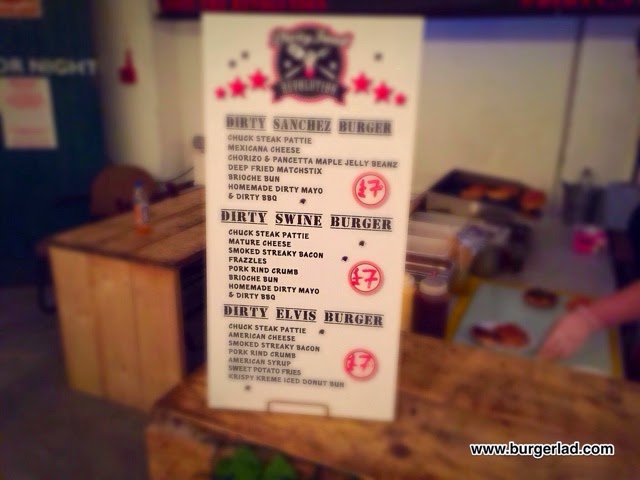 OR NIGHT
REVOLUTION
DIRTY SANCHEZ BURGER
CHUCK STEAK PATTIE
MEXICANA CHEESE
CHORIZO & PANCETTA MAPLE JELLY BEANZ
DEEP FRIED MATCHSTIX
BRIOCHE BUN
HOMEMADE DIRTY MAYO
& DIRTY BBQ
£7
DIRTY SWINE BURGER
CHUCK STEAK PATTIE
MATURE CHEESE
SMOKED STREAKY BACON
FRAZZLES
PORK RIND CRUMB
BRIOCHE BUN
HOMEMADE DIRTY MAYO
& DIRTY BBQ
£7
DIRTY ELVIS BURGER
CHUCK STEAK PATTIE
AMERICAN CHEESE
SMOKED STREAKY BACON
PORK RIND CRUMB
AMERICAN SYRUP
SWEET POTATO FRIES
KRISPY KREME ICED DONUT BUN
£7
www.burgerlad.com